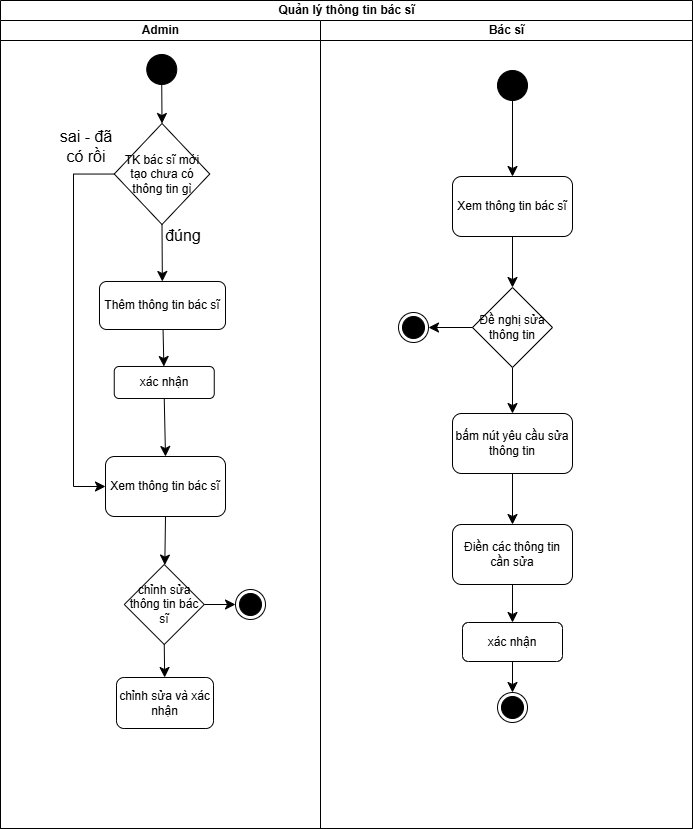 Quản lý thông tin bác sĩ
Admin
Bác sĩ
sai - đã
có rồi
TK bác sĩ mới
tạo chưa có
thông tin gỉ
đúng
Thêm thông tin bác sĩ
xác nhận
Xem thông tin bác sĩ
chỉnh sửa
thông tin bác
sĩ
chỉnh sửa và xác
nhận
Xem thông tin bác sĩ
Đề nghị sửa
thông tin
bấm nút yêu cầu sửa
thông tin
Điền các thông tin
cần sửa
xác nhận